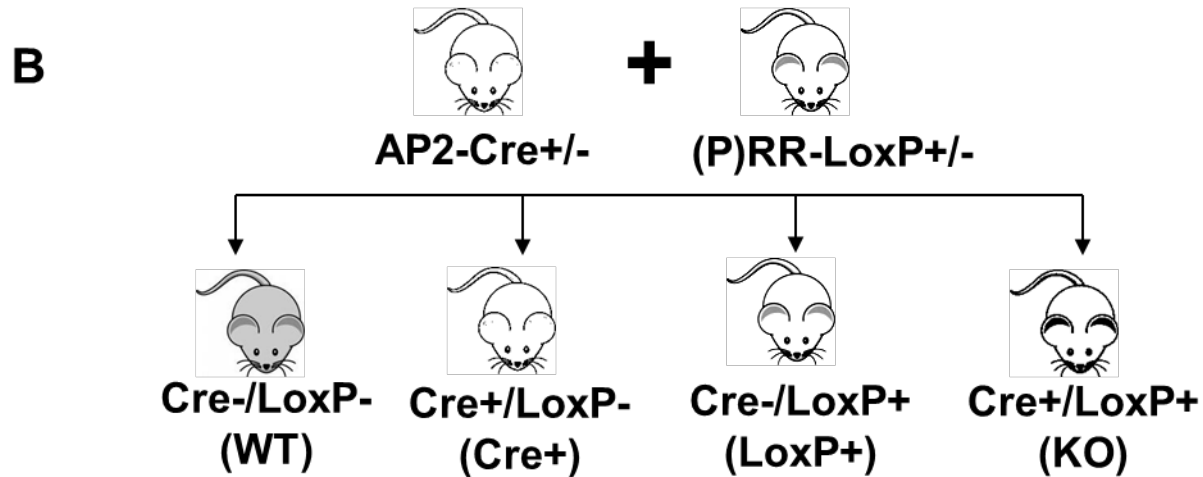 B
+
AP2-Cre+/-
(P)RR-LoxP+/-
Cre-/LoxP-
(WT)
Cre+/LoxP-
(Cre+)
Cre-/LoxP+
(LoxP+)
Cre+/LoxP+
(KO)